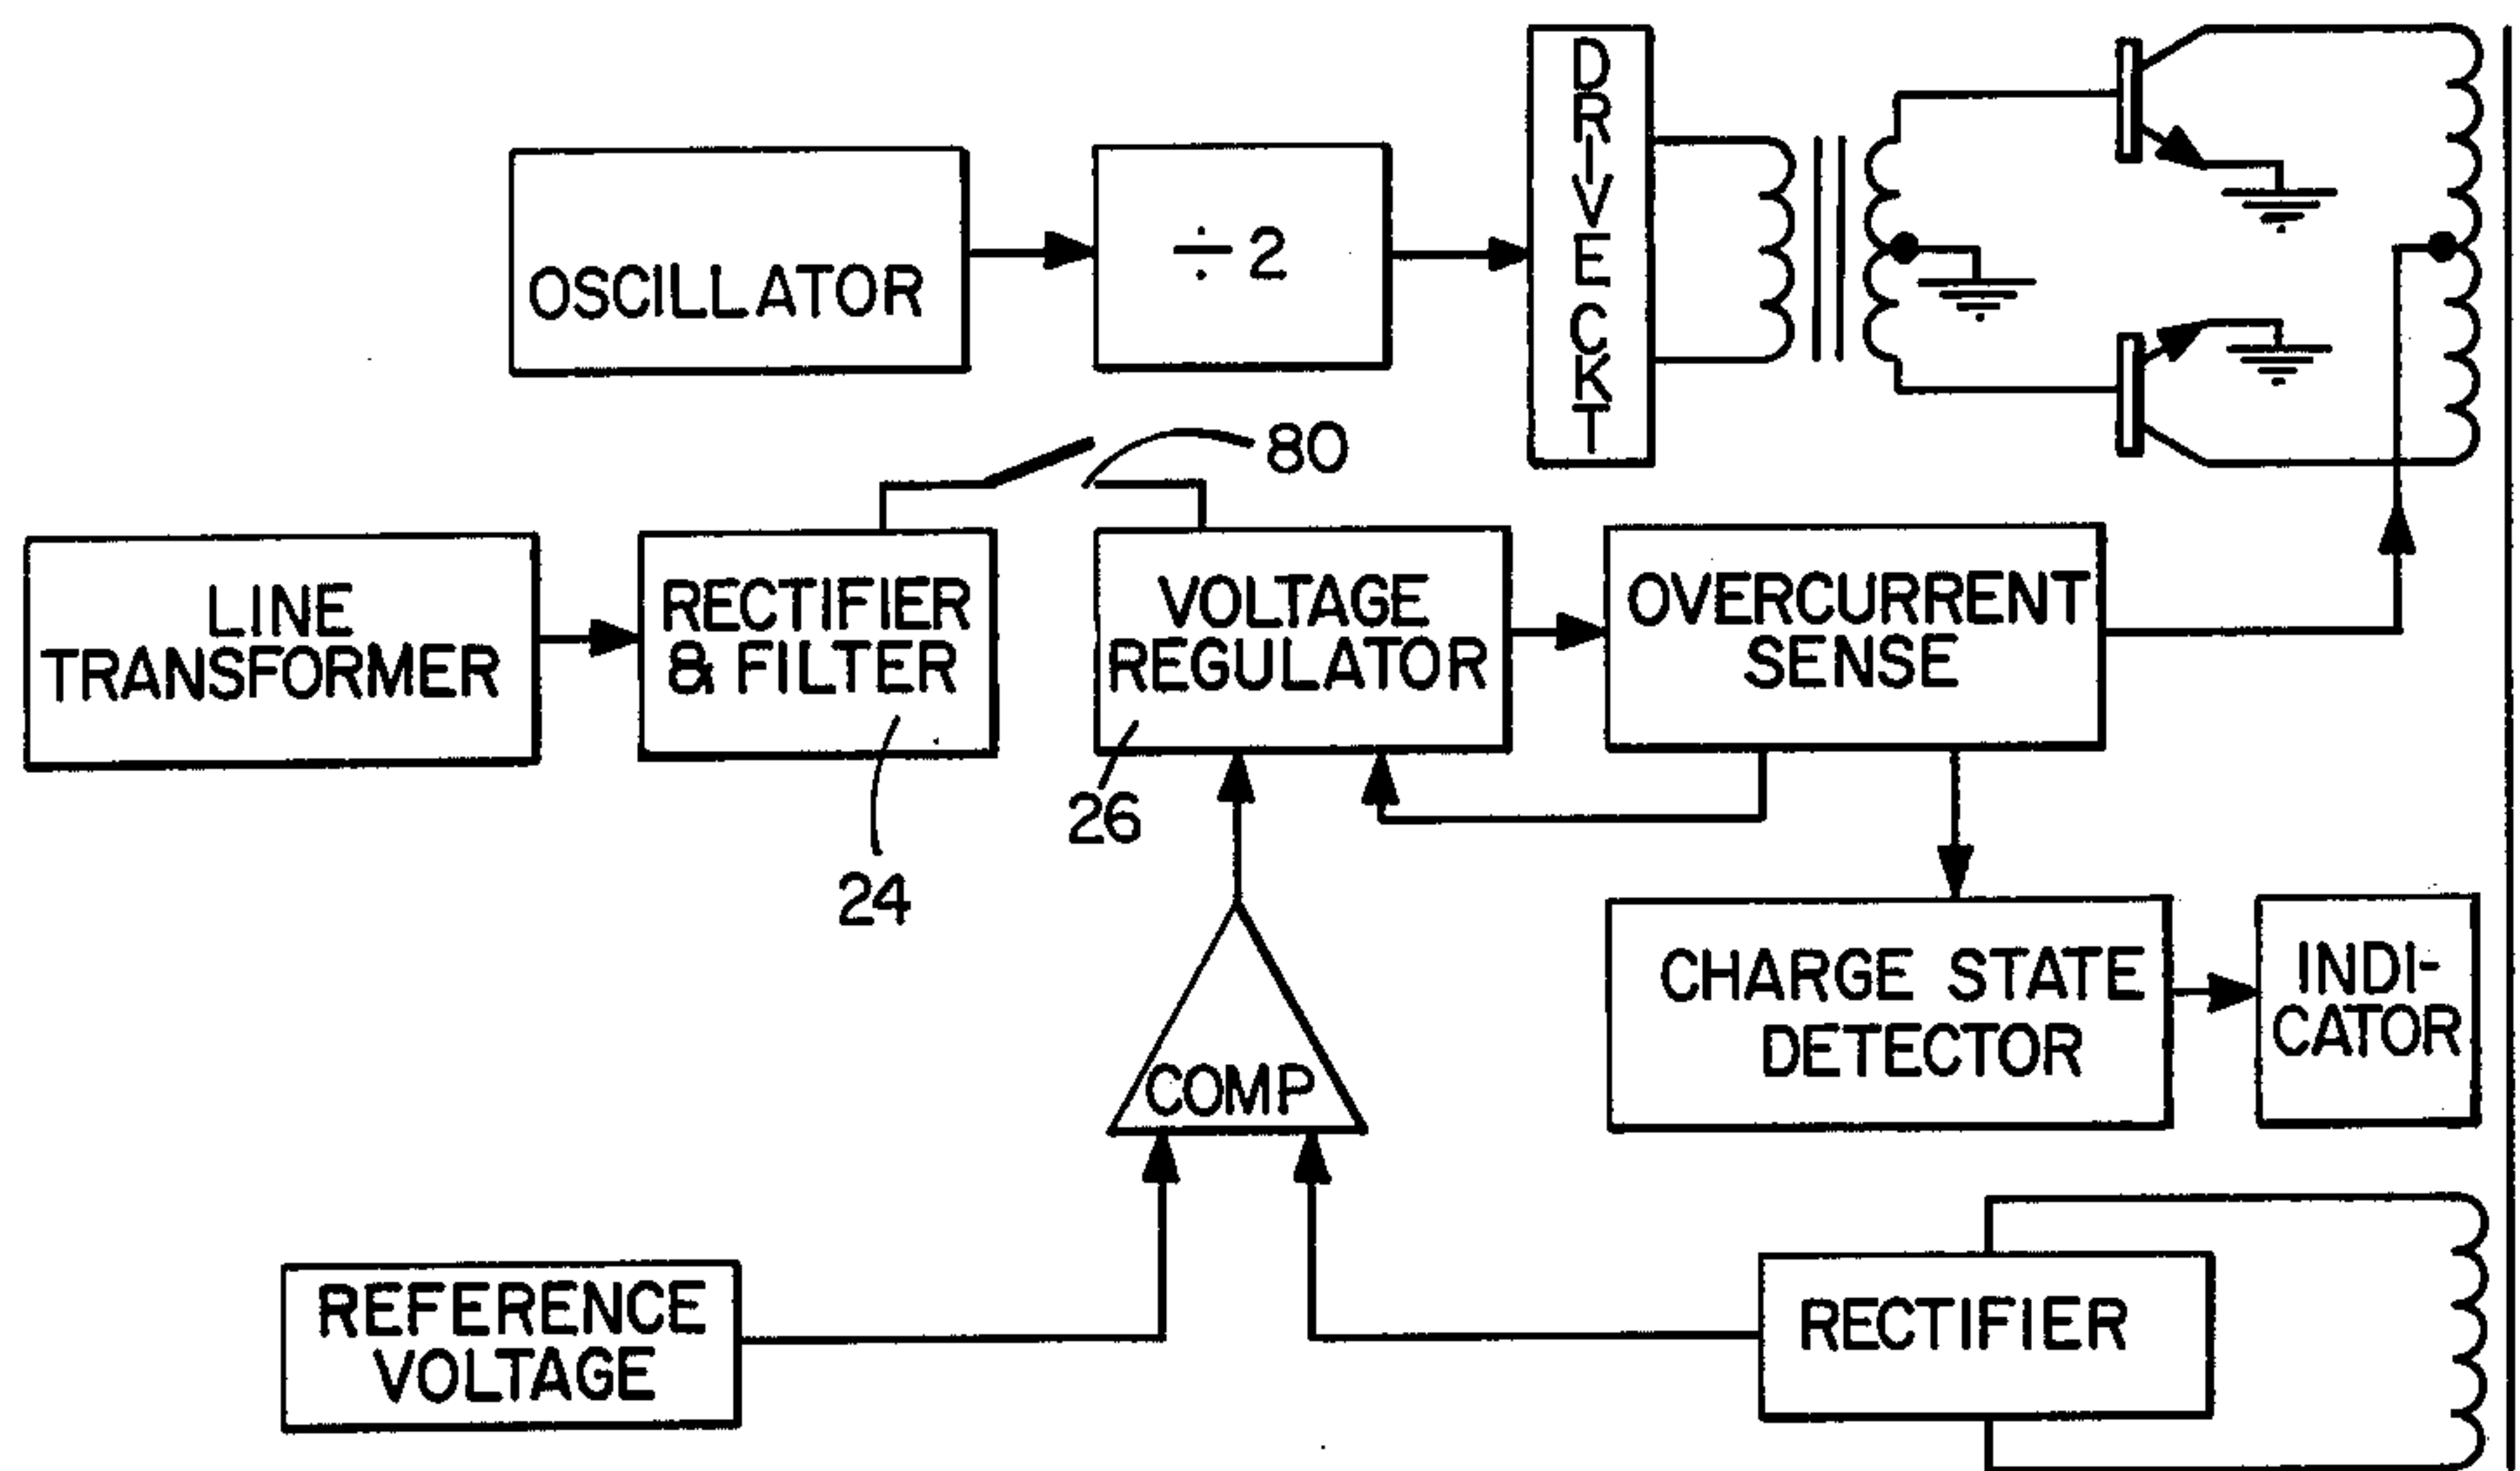 OSCILLATOR
÷2
DRIVE CKT
80
LINE
TRANSFORMER
RECTIFIER
& FILTER
24
VOLTAGE
REGULATOR
26
OVERCURRENT
SENSE
CHARGE STATE
DETECTOR
INDI-
CATOR
COMP
REFERENCE
VOLTAGE
RECTIFIER